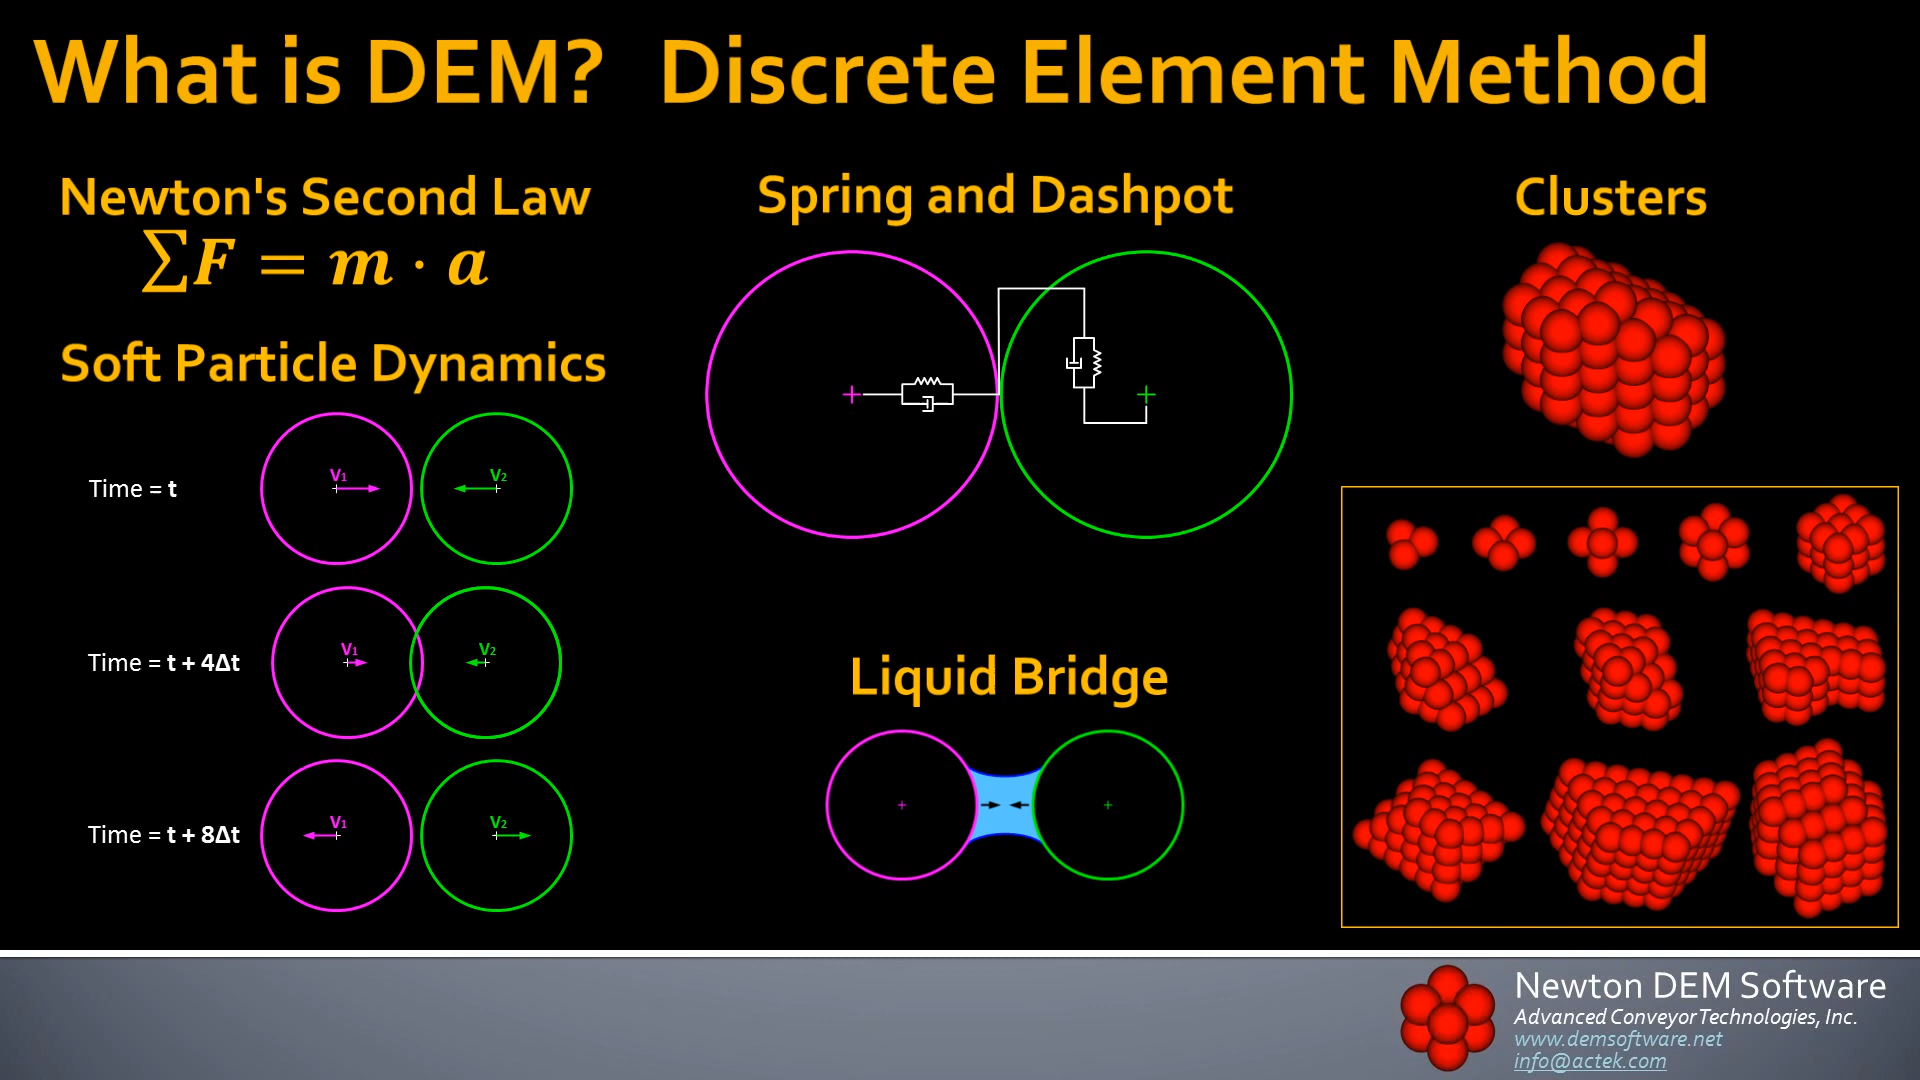 What is DEM?   Discrete Element Method
Newton's Second Law
∑F = m · a
Soft Particle Dynamics
V1 V2
Time = t
V1 V2
Time = t + 4Δt
V1 V2
Time = t + 8Δt
Spring and Dashpot
Liquid Bridge
Clusters
Newton DEM Software
Advanced Conveyor Technologies, Inc.
www.demsoftware.net
info@actek.com